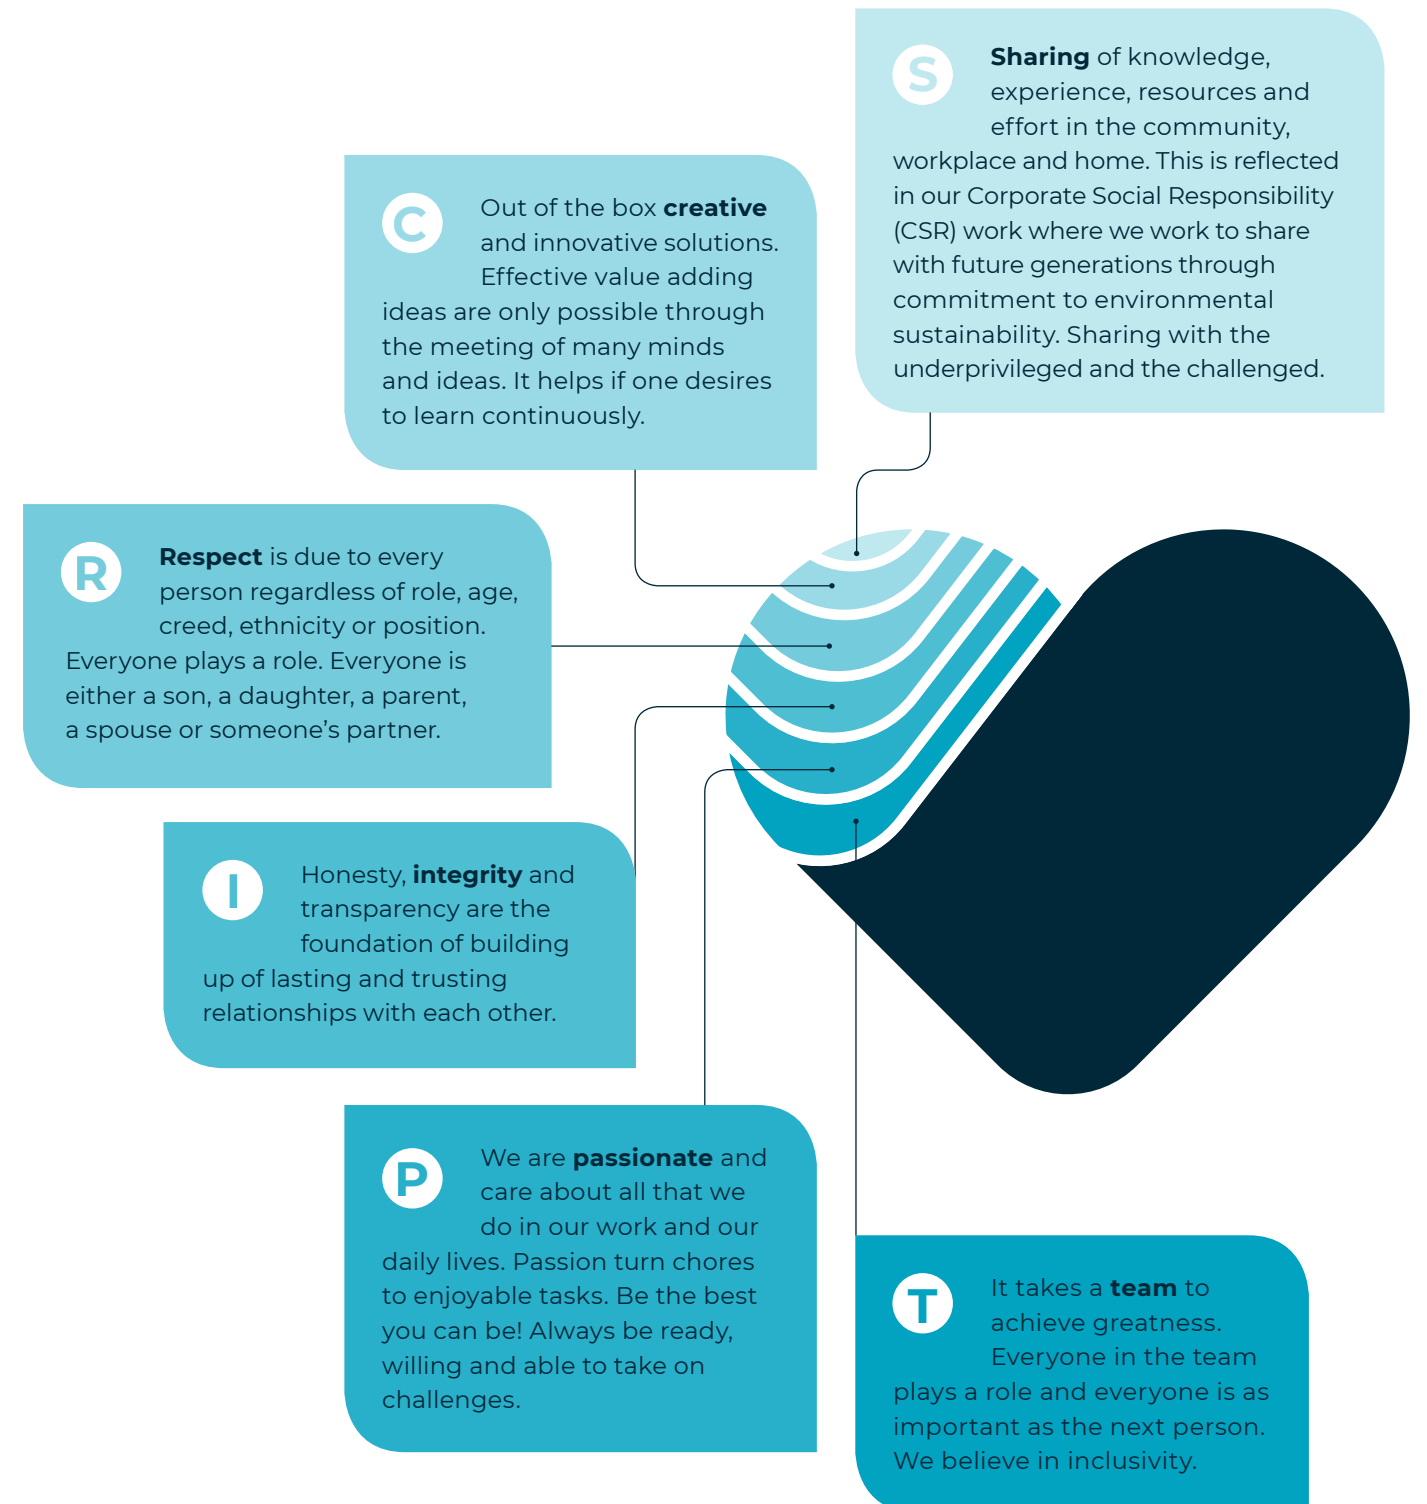 S
Sharing of knowledge,
experience, resources and
effort in the community,
workplace and home. This is reflected
in our Corporate Social Responsibility
(CSR) work where we work to share
with future generations through
commitment to environmental
sustainability. Sharing with the
underprivileged and the challenged.
C
Out of the box creative
and innovative solutions.
Effective value adding
ideas are only possible through
the meeting of many minds
and ideas. It helps if one desires
to learn continuously.
R
Respect is due to every
person regardless of role, age,
creed, ethnicity or position.
Everyone plays a role. Everyone is
either a son, a daughter, a parent,
a spouse or someone’s partner.
I
Honesty, integrity and
transparency are the
foundation of building
up of lasting and trusting
relationships with each other.
P
We are passionate and
care about all that we
do in our work and our
daily lives. Passion turn chores
to enjoyable tasks. Be the best
you can be! Always be ready,
willing and able to take on
challenges.
T
It takes a team to
achieve greatness.
Everyone in the team
plays a role and everyone is as
important as the next person.
We believe in inclusivity.